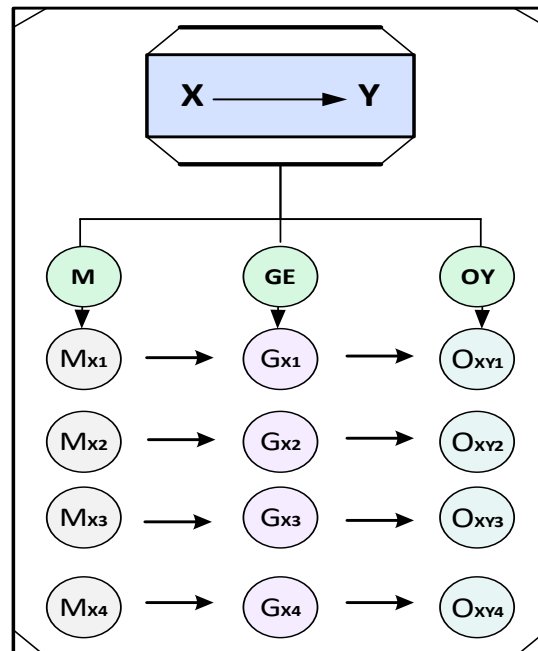 X Y
M GE OY
Mx1 Gx1 OXY1
Mx2 Gx2 OXY2
Mx3 Gx3 OXY3
Mx4 Gx4 OXY4